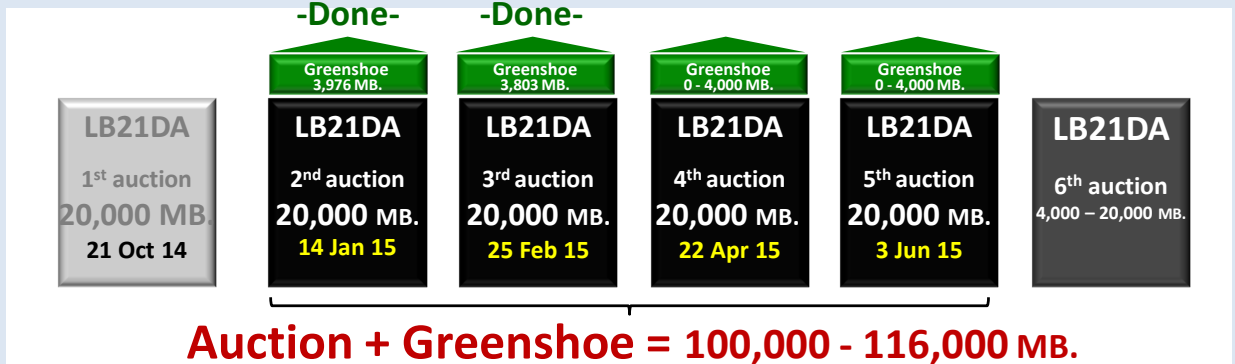 -Done-
-Done-
Greenshoe
3,976 MB.
Greenshoe
3,803 MB.
Greenshoe
0 - 4,000 MB.
Greenshoe
0 - 4,000 MB.
LB21DA
1st auction
20,000 MB.
21 Oct 14
LB21DA
2nd auction
20,000 MB.
14 Jan 15
LB21DA
3rd auction
20,000 MB.
25 Feb 15
LB21DA
4th auction
20,000 MB.
22 Apr 15
LB21DA
5th auction
20,000 MB.
3 Jun 15
LB21DA
6th auction
4,000 – 20,000 MB.
Auction + Greenshoe = 100,000 - 116,000 MB.